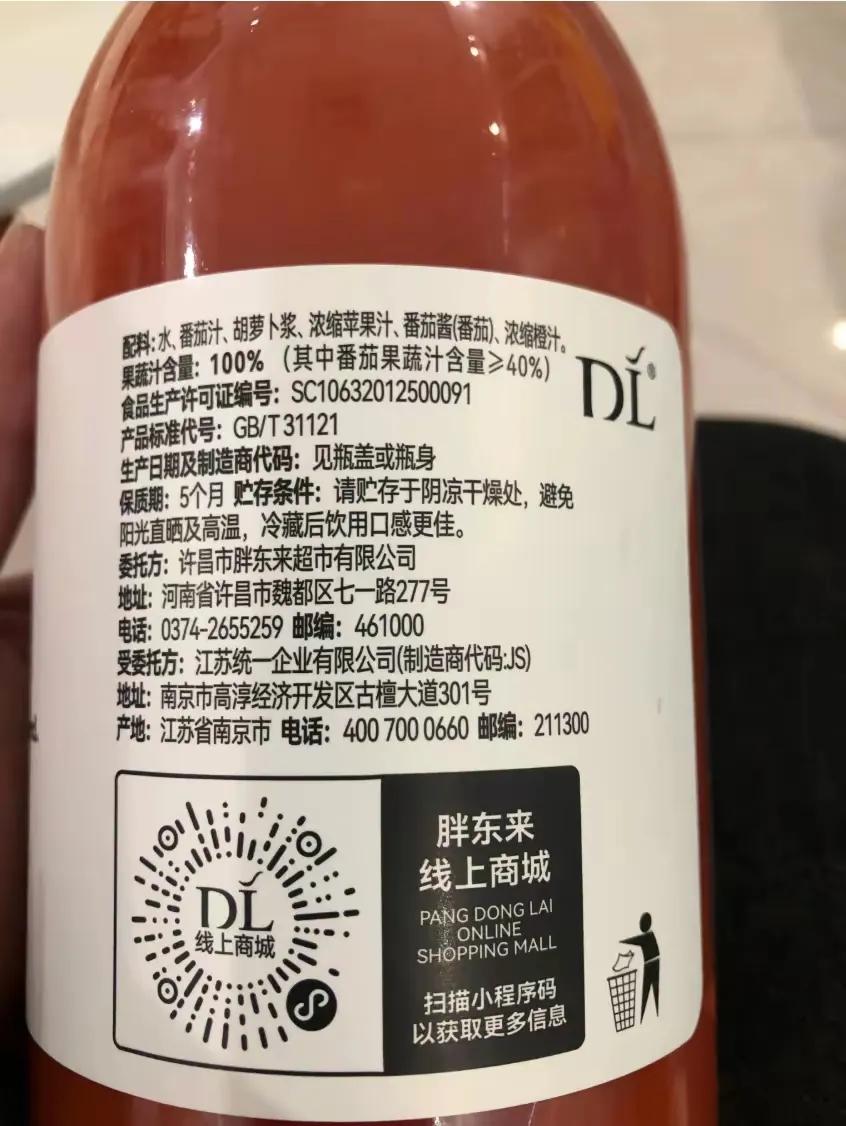 配料：水、番茄汁、胡萝卜浆、浓缩苹果汁、番茄酱(番茄)、浓缩橙汁。
果蔬汁含量：100%（其中番茄果蔬汁含量≥40%）
食品生产许可证编号：SC10632012500091
产品标准代号：GB/T 31121
生产日期及制造商代码：见瓶盖或瓶身
保质期：5个月 贮存条件：请贮存于阴凉干燥处，避免
阳光直晒及高温，冷藏后饮用口感更佳。
委托方：许昌市胖东来超市有限公司
地址：河南省许昌市魏都区七一路277号
电话：0374-2655259 邮编：461000
受委托方：江苏统一企业有限公司(制造商代码:JS)
地址：南京市高淳经济开发区古檀大道301号
产地：江苏省南京市 电话：400 700 0660 邮编：211300
DL®
DL
线上商城
胖东来
线上商城
PANG DONG LAI
ONLINE
SHOPPING MALL
扫描小程序码
以获取更多信息